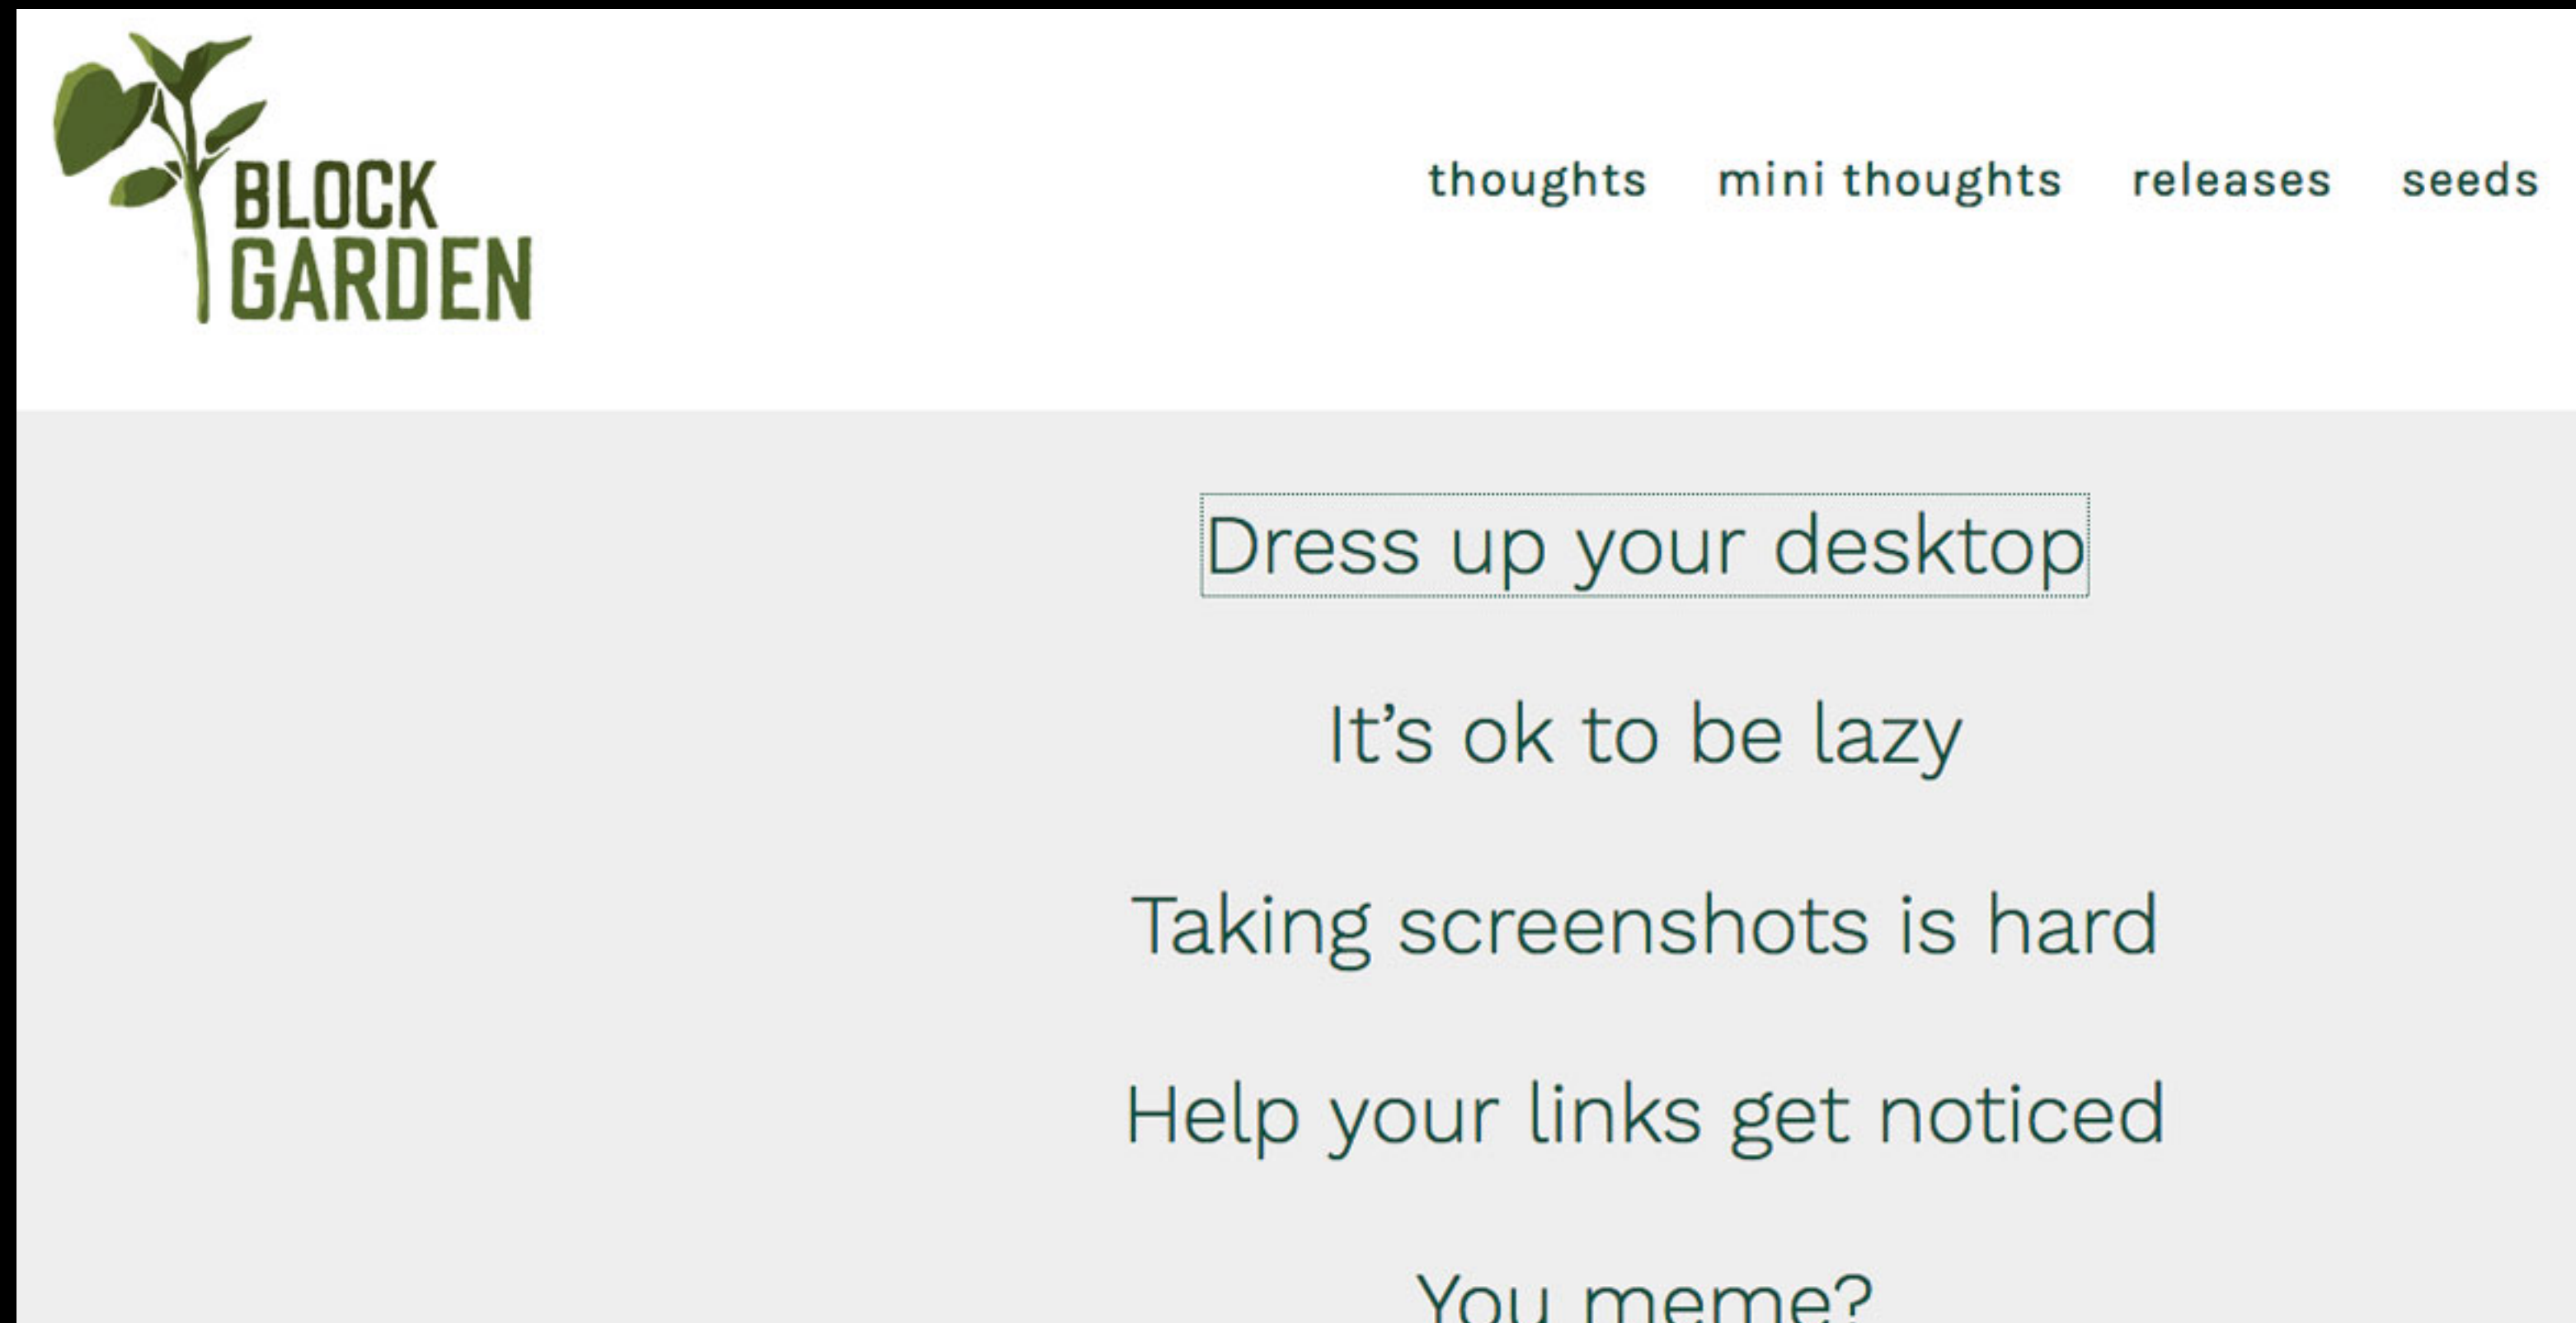 BLOCK
GARDEN
thoughts mini thoughts releases seeds
Dress up your desktop
It’s ok to be lazy
Taking screenshots is hard
Help your links get noticed
You meme?